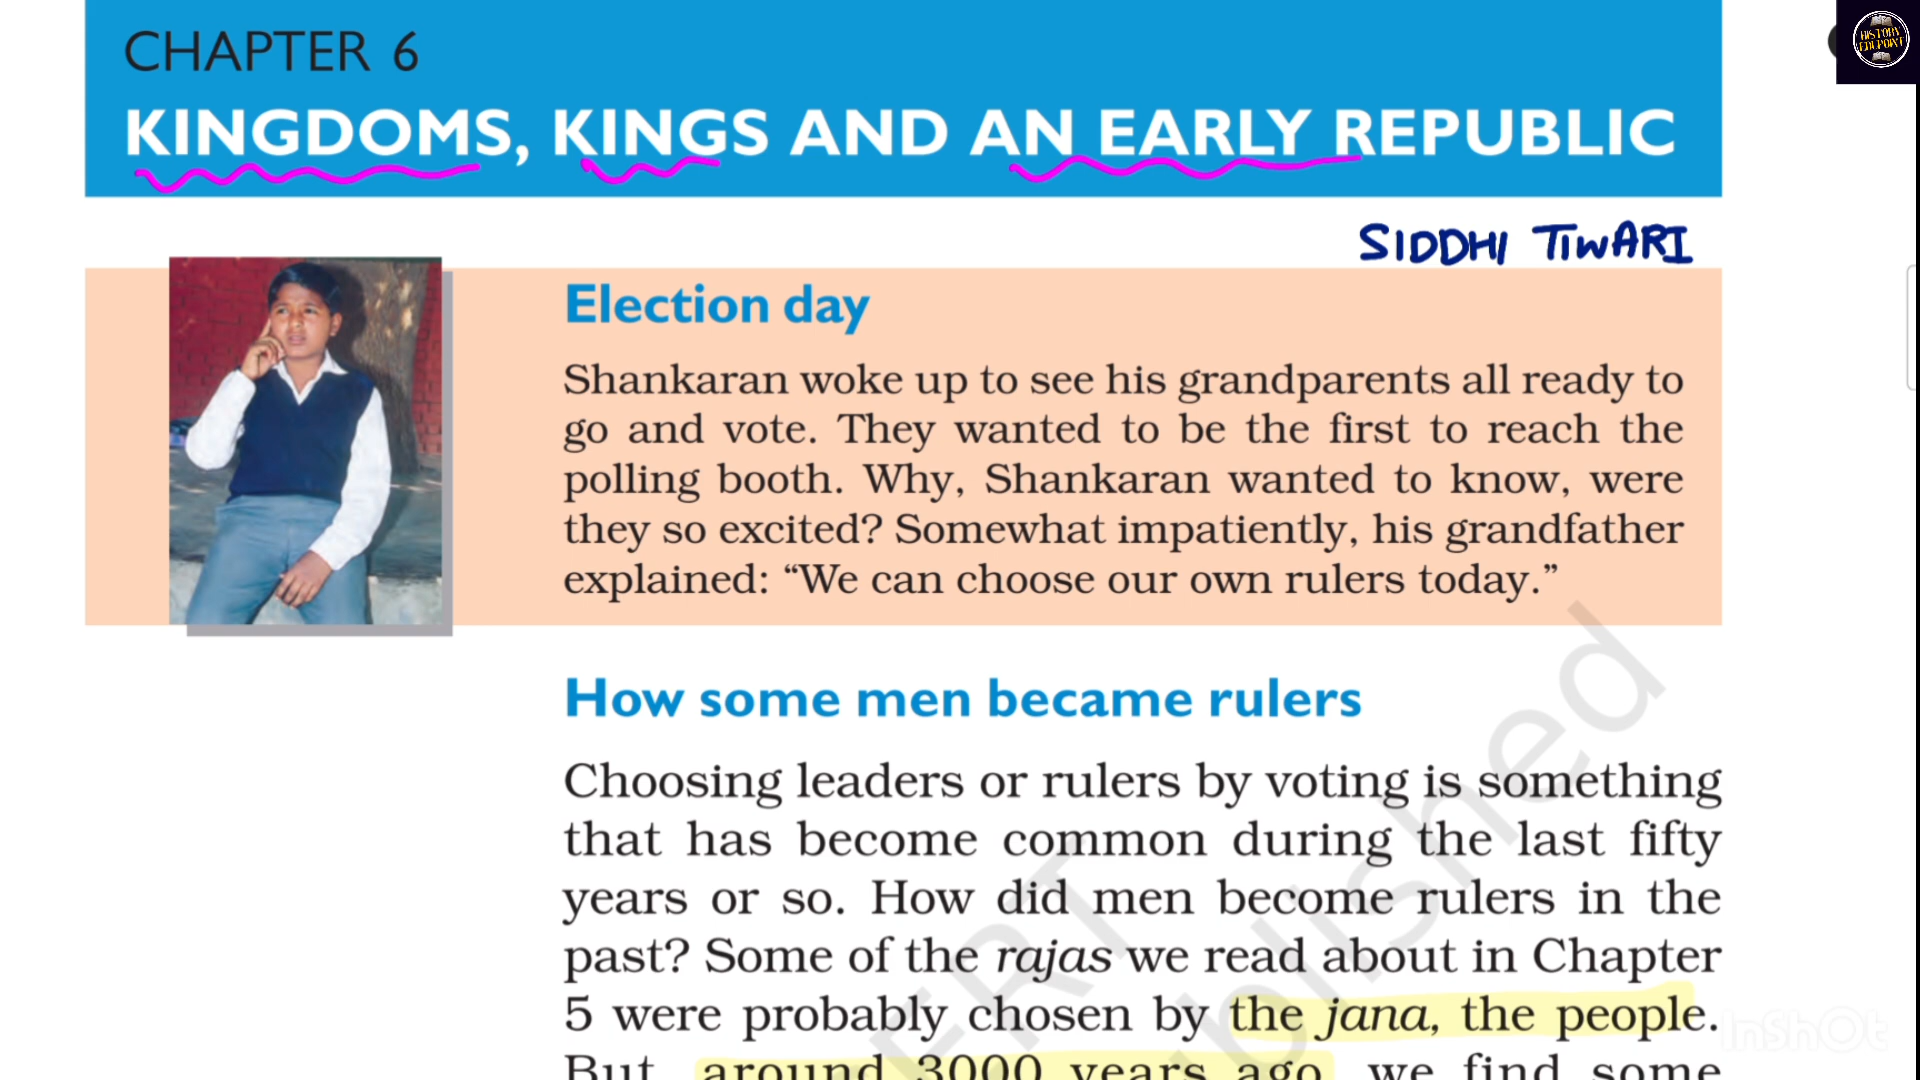 CHAPTER 6
KINGDOMS, KINGS AND AN EARLY REPUBLIC
HISTORY
SIDDHI TIWARI
Election day
Shankaran woke up to see his grandparents all ready to
go and vote. They wanted to be the first to reach the
polling booth. Why, Shankaran wanted to know, were
they so excited? Somewhat impatiently, his grandfather
explained: “We can choose our own rulers today.”
How some men became rulers
Choosing leaders or rulers by voting is something
that has become common during the last fifty
years or so. How did men become rulers in the
past? Some of the rajas we read about in Chapter
5 were probably chosen by the jana, the people.
But, around 3000 years ago, we find some
InShOt